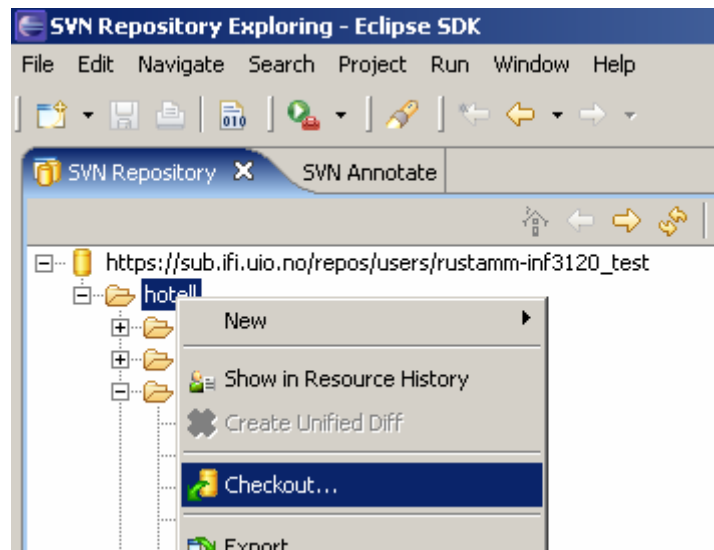 SVN Repository Exploring - Eclipse SDK
File Edit Navigate Search Project Run Window Help
010
SVN Repository SVN Annotate
https://sub.ifi.uio.no/repos/users/rustamm-inf3120_test
hotell
New
Show in Resource History
Create Unified Diff
Checkout...
Export...